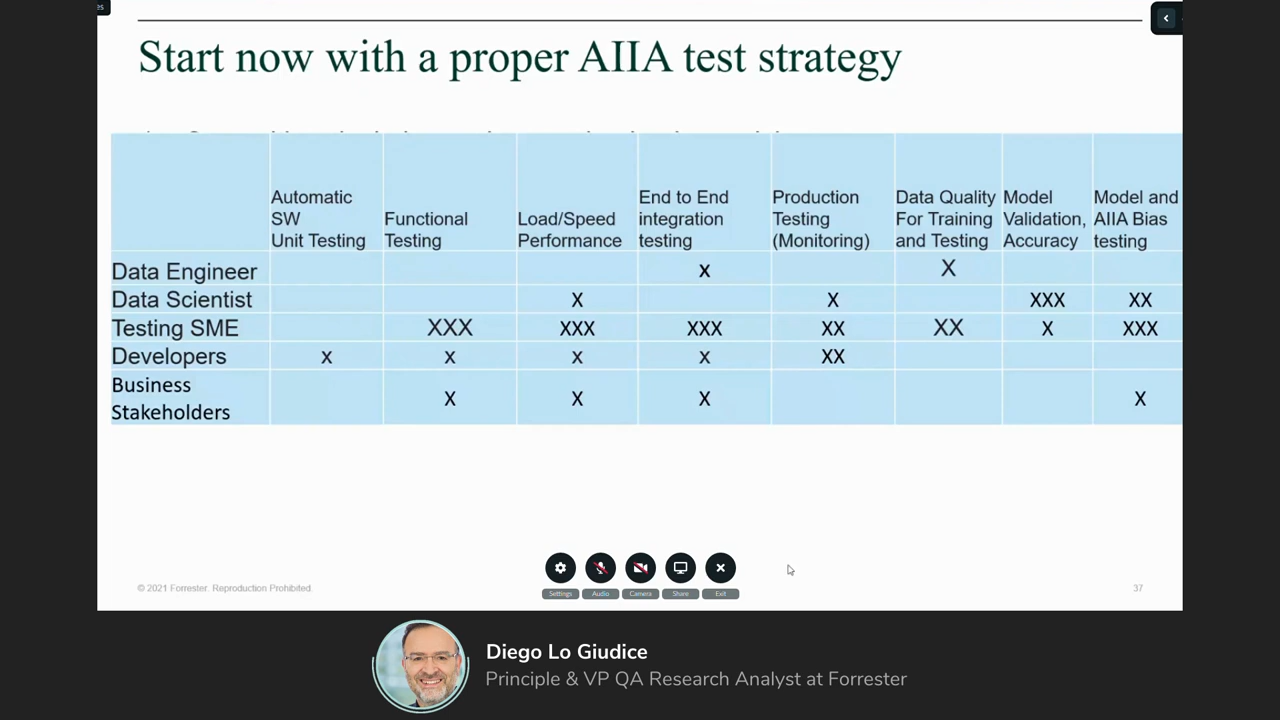 es
Start now with a proper AIIA test strategy
Automatic SW Unit Testing
Functional Testing
Load/Speed Performance
End to End integration testing
Production Testing (Monitoring)
Data Quality For Training and Testing
Model Validation, Accuracy
Model and AIIA Bias testing
Data Engineer x X
Data Scientist X X XXX XX
Testing SME XXX XXX XXX XX XX X XXX
Developers x x x x XX
Business Stakeholders X X X X
Settings Audio Camera Share Exit
© 2021 Forrester. Reproduction Prohibited. 37
Diego Lo Giudice
Principle & VP QA Research Analyst at Forrester